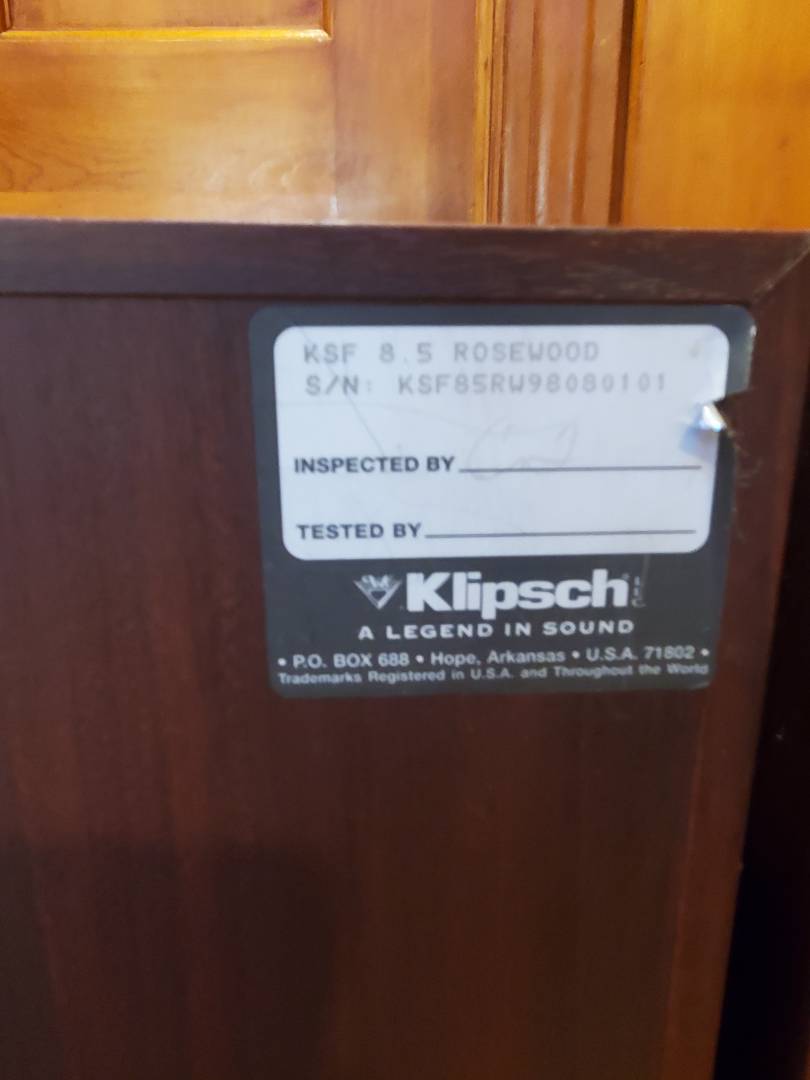 KSF 8.5 ROSEWOOD
S/N: KSF85RW98080101
INSPECTED BY
TESTED BY
Klipsch
A LEGEND IN SOUND
• P.O. BOX 688 • Hope, Arkansas • U.S.A. 71802 •
Trademarks Registered in U.S.A. and Throughout the World